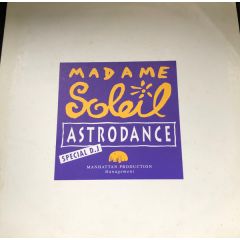 MADAME
Soleil
ASTRODANCE
SPECIAL D.J
MANHATTAN PRODUCTION
Management